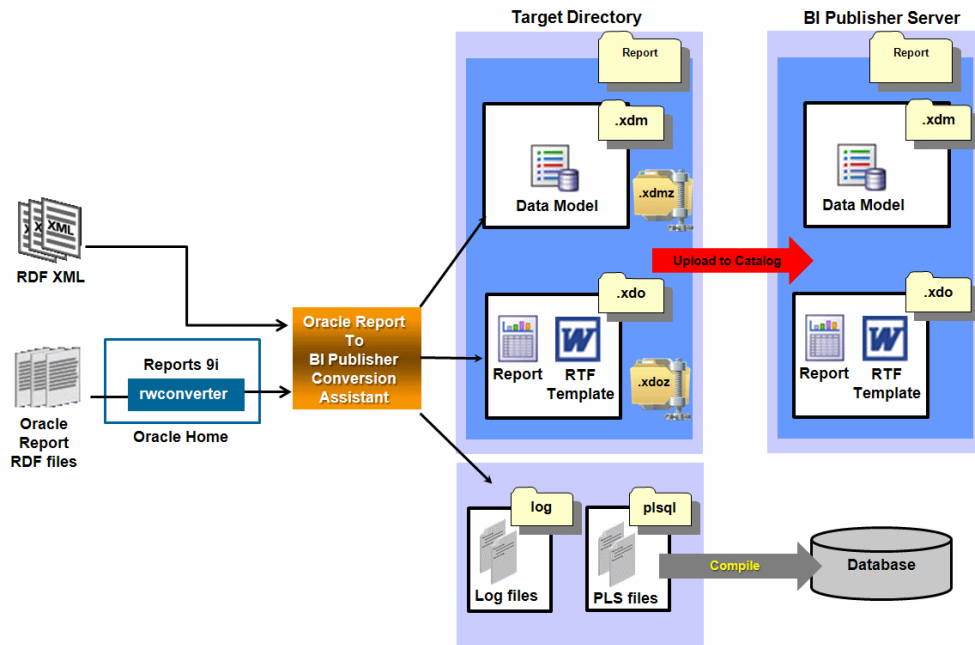 Target Directory
BI Publisher Server
Report
Report
.xdm
.xdm
Data Model
.xdmz
Data Model
XML
RDF XML
Upload to Catalog
.xdo
.xdo
Oracle Report
To
BI Publisher
Conversion
Assistant
Reports 9i
rwconverter
Oracle Home
Oracle
Report
RDF files
W
Report
RTF
Template
.xdoz
W
Report
RTF
Template
log
plsql
Log files
PLS files
Compile
Database